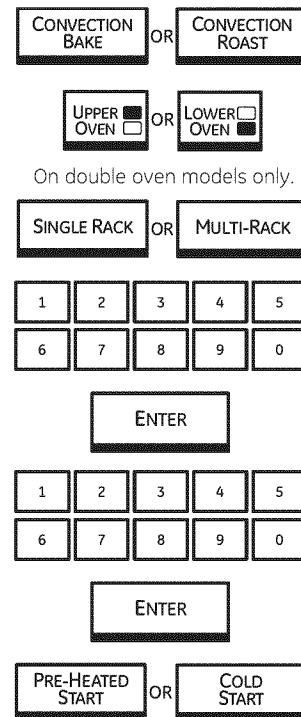 CONVECTION BAKE OR CONVECTION ROAST
UPPER OVEN OR LOWER OVEN
On double oven models only.
SINGLE RACK OR MULTI-RACK
1 2 3 4 5
6 7 8 9 0
ENTER
1 2 3 4 5
6 7 8 9 0
ENTER
PRE-HEATED START OR COLD START